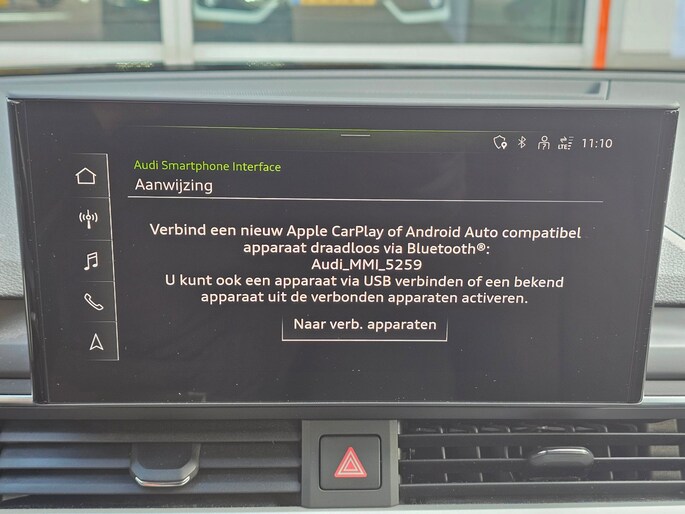 LTE 11:10
Audi Smartphone Interface
Aanwijzing
Verbind een nieuw Apple CarPlay of Android Auto compatibel
apparaat draadloos via Bluetooth®:
Audi_MMI_5259
U kunt ook een apparaat via USB verbinden of een bekend
apparaat uit de verbonden apparaten activeren.
Naar verb. apparaten